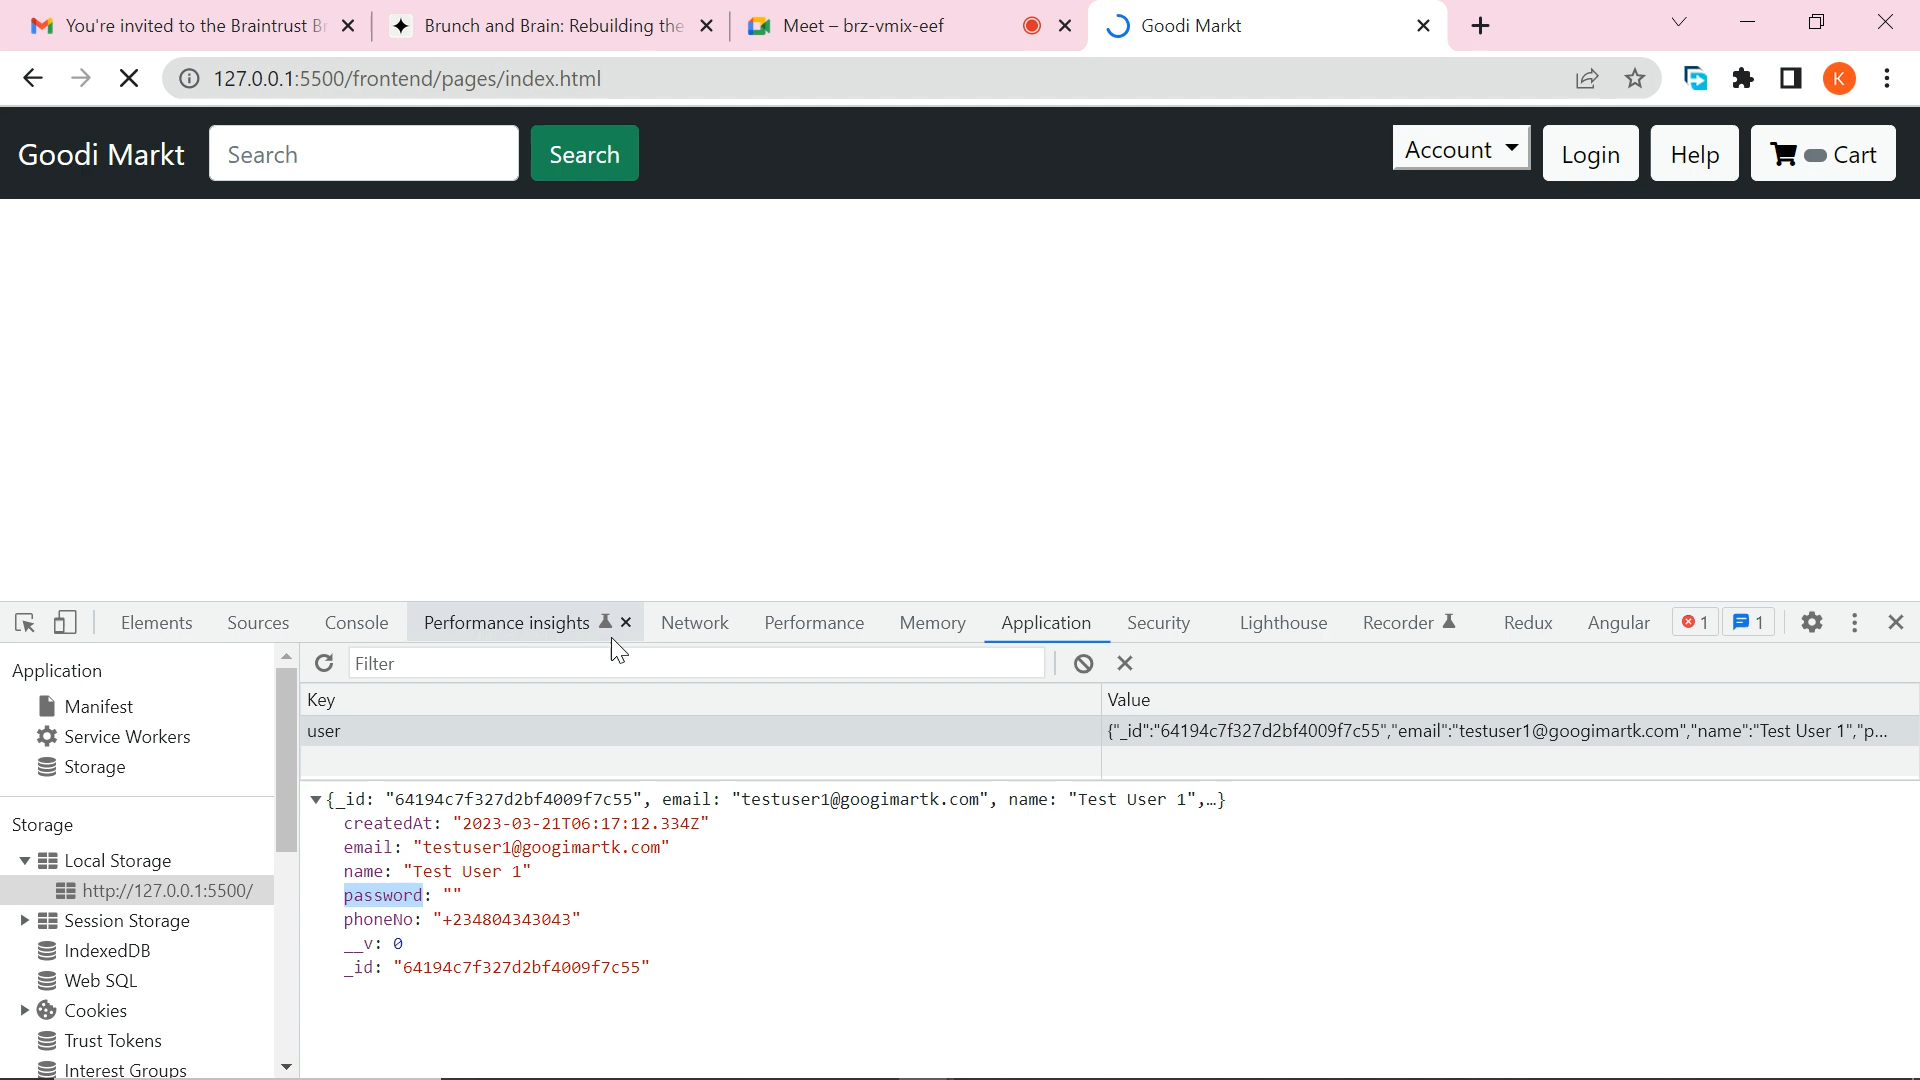 You're invited to the Braintrust Br
Brunch and Brain: Rebuilding the
Meet – brz-vmix-eef
Goodi Markt
127.0.0.1:5500/frontend/pages/index.html
K
Goodi Markt
Search
Search
Account
Login
Help
Cart
Elements
Sources
Console
Performance insights
Network
Performance
Memory
Application
Security
Lighthouse
Recorder
Redux
Angular
1
1
Application
Manifest
Service Workers
Storage
Storage
Local Storage
http://127.0.0.1:5500/
Session Storage
IndexedDB
Web SQL
Cookies
Trust Tokens
Interest Groups
Filter
Key
Value
user
{"_id":"64194c7f327d2bf4009f7c55","email":"testuser1@googimartk.com","name":"Test User 1","p...
{_id: "64194c7f327d2bf4009f7c55", email: "testuser1@googimartk.com", name: "Test User 1",…}
createdAt: "2023-03-21T06:17:12.334Z"
email: "testuser1@googimartk.com"
name: "Test User 1"
password: ""
phoneNo: "+234804343043"
__v: 0
_id: "64194c7f327d2bf4009f7c55"